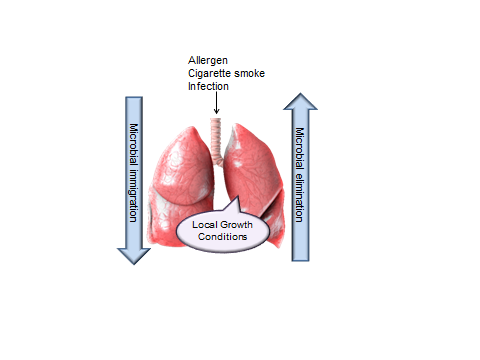 Allergen
Cigarette smoke
Infection
Microbial immigration
Microbial elimination
Local Growth
Conditions